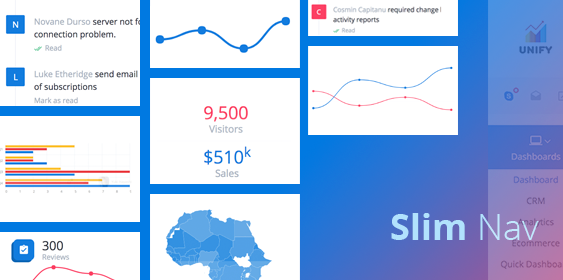 N
Novane Durso server not fo
connection problem.
Read
L
Luke Etheridge send email
of subscriptions
Mark as read
9,500
Visitors
$510k
Sales
300
Reviews
C
Cosmin Capitanu required change i
activity reports
Read
UNIFY
Dashboards
Dashboard
CRM
Analytics
Ecommerce
Quick Dashboa
Slim Nav